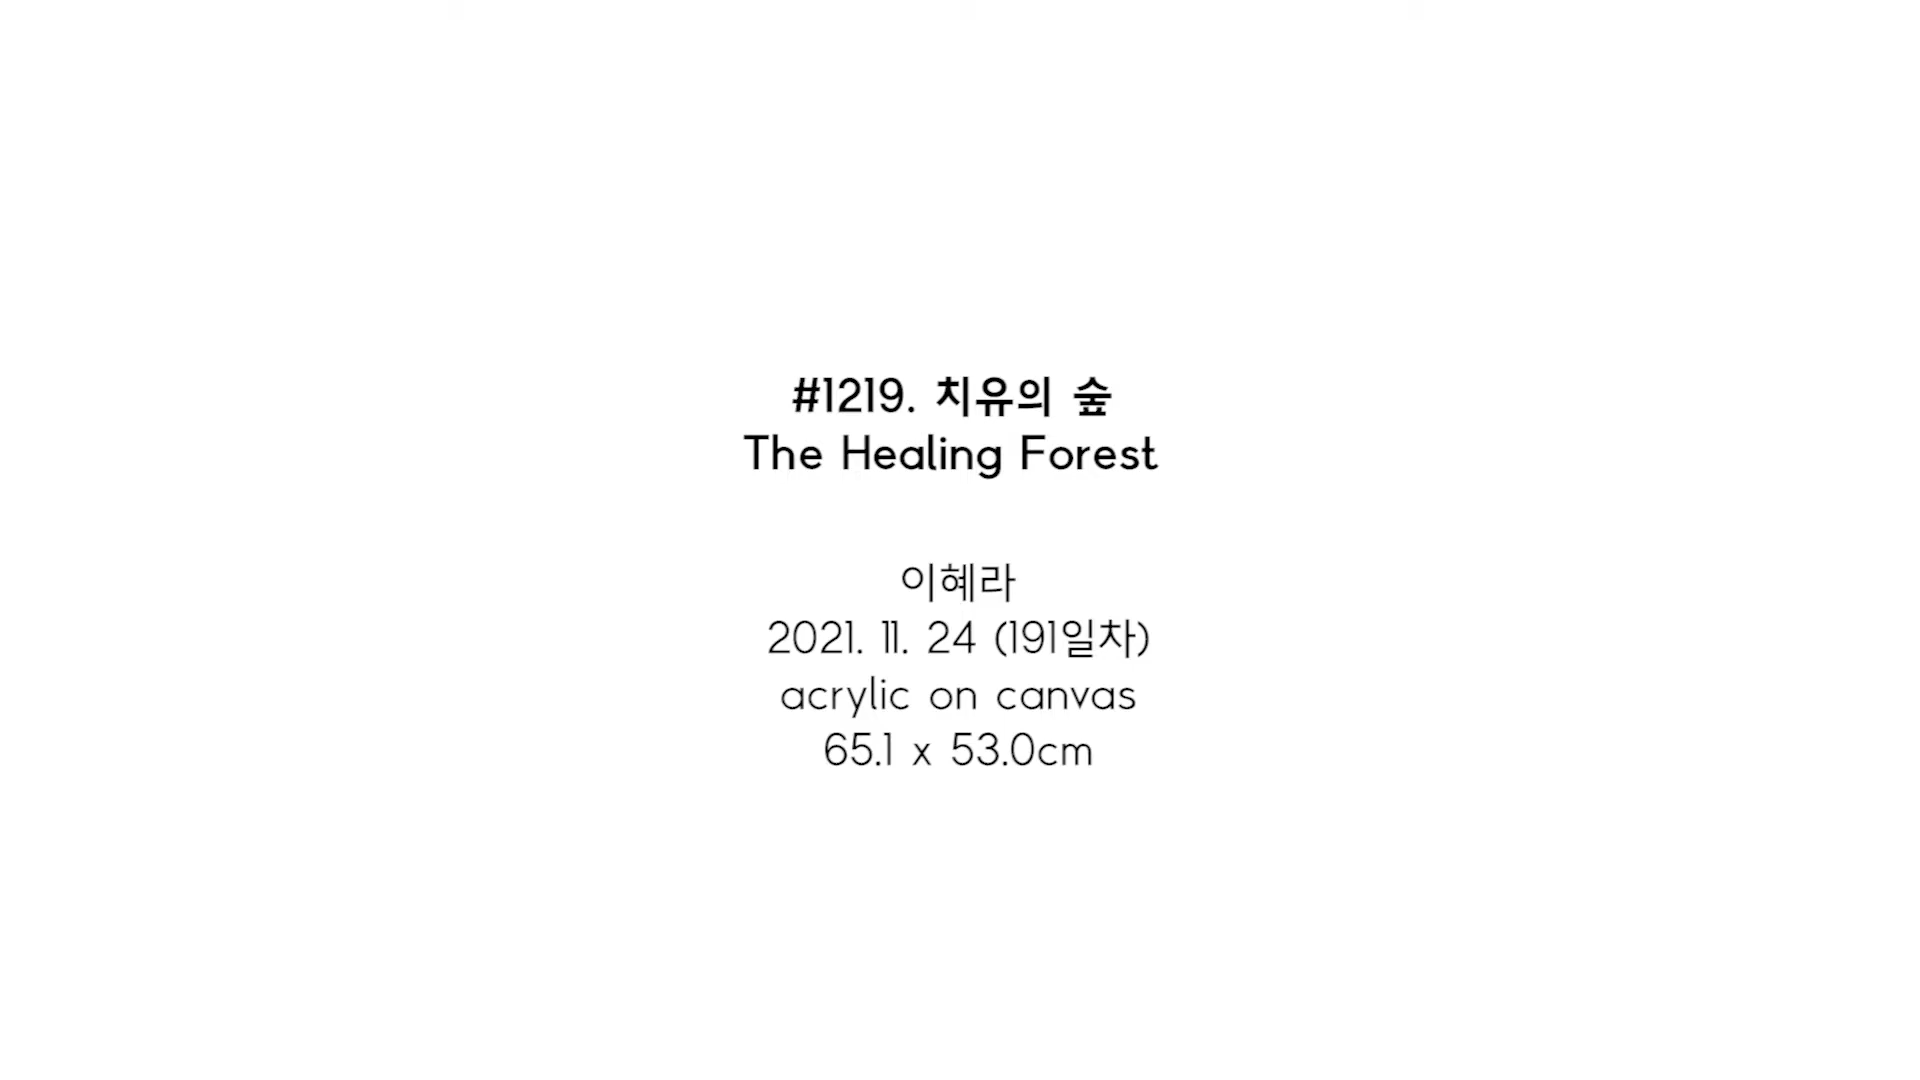 #1219. 치유의 숲
The Healing Forest
이혜라
2021. 11. 24 (191일차)
acrylic on canvas
65.1 x 53.0cm